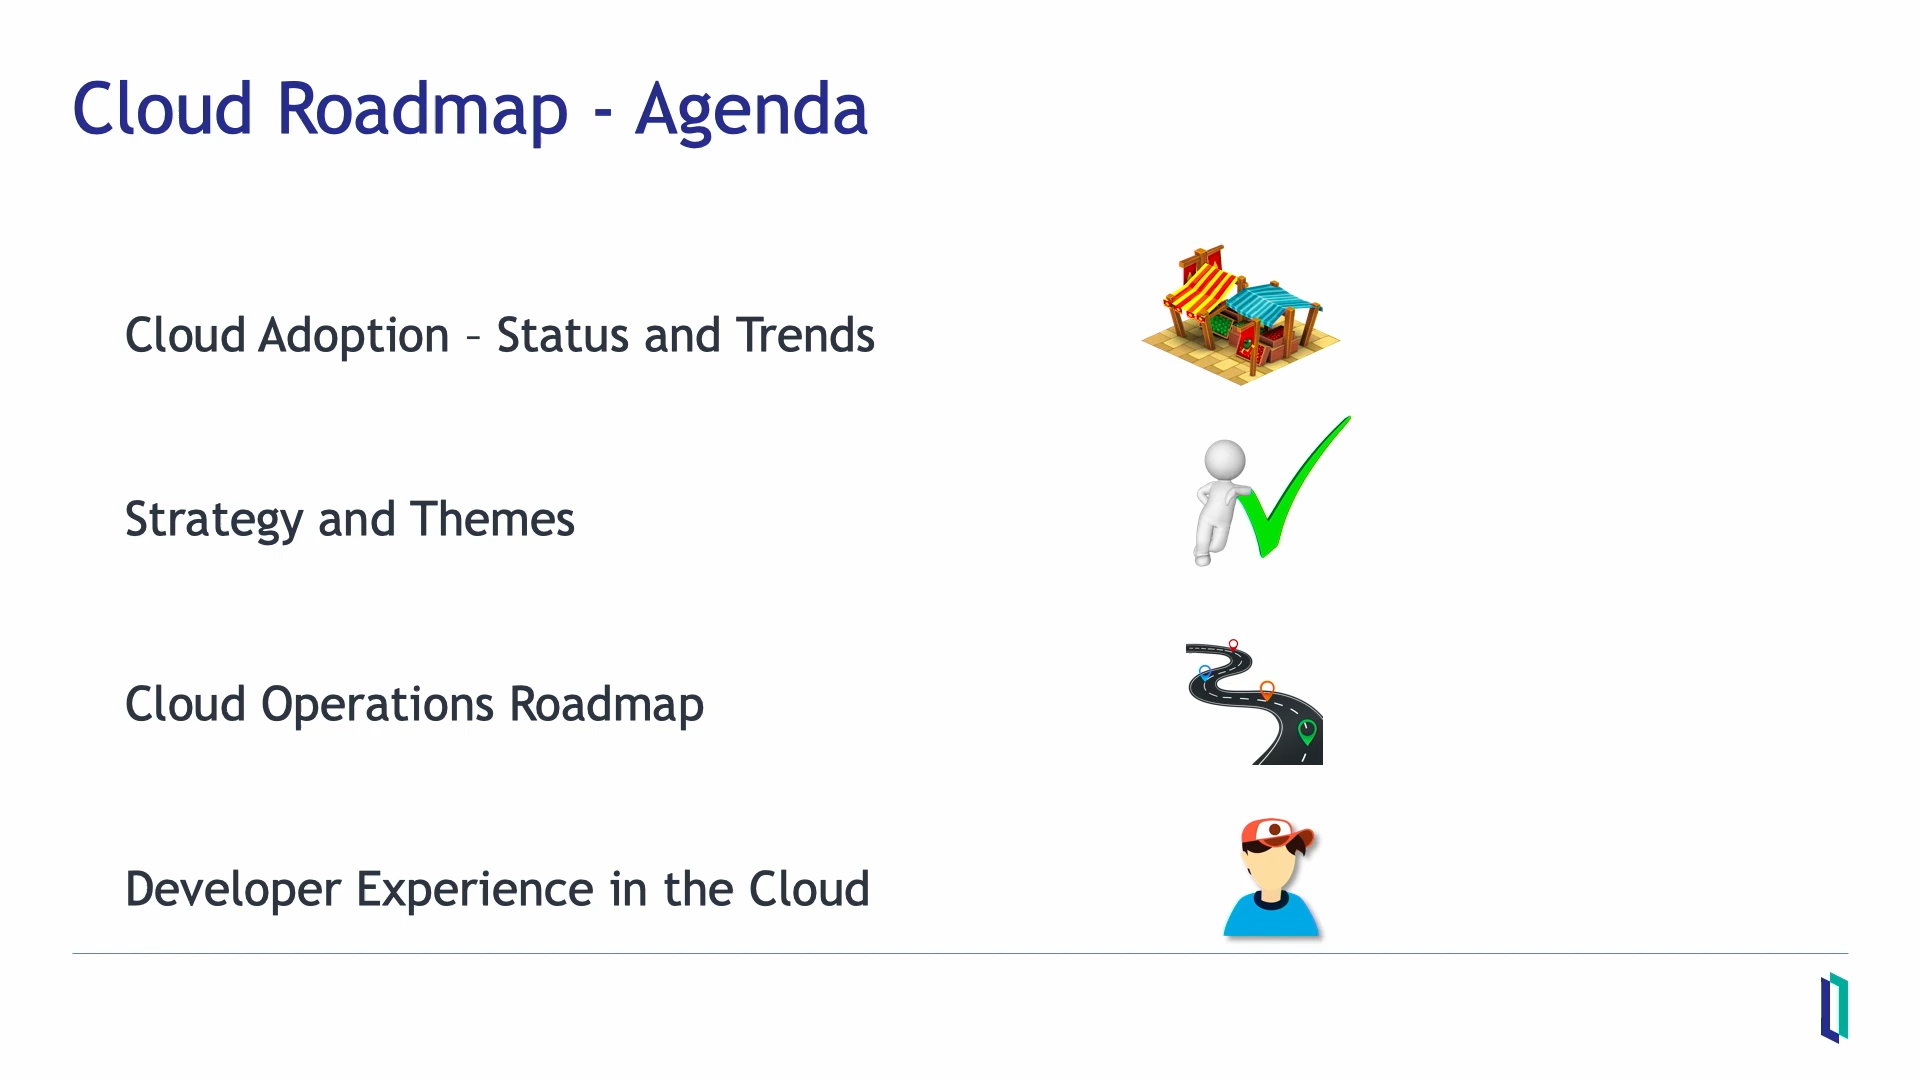 Cloud Roadmap - Agenda
Cloud Adoption – Status and Trends
Strategy and Themes
Cloud Operations Roadmap
Developer Experience in the Cloud